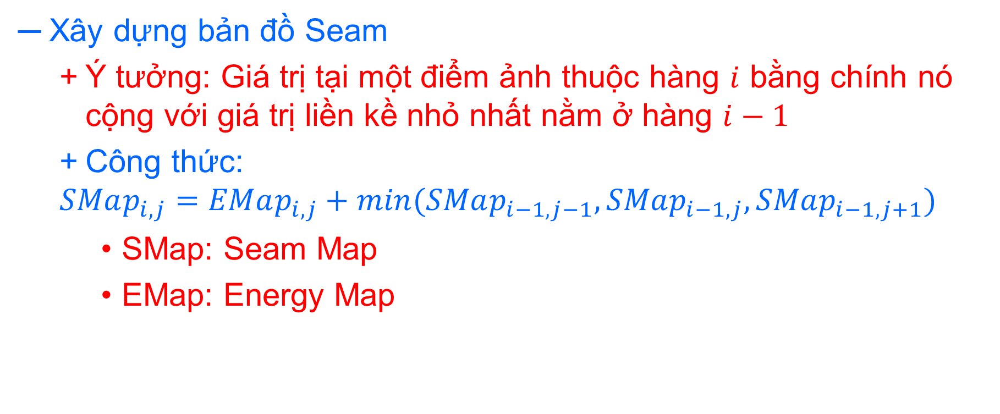 — Xây dựng bản đồ Seam
+ Ý tưởng: Giá trị tại một điểm ảnh thuộc hàng i bằng chính nó
cộng với giá trị liền kề nhỏ nhất nằm ở hàng i − 1
+ Công thức:
SMap_{i,j} = EMap_{i,j} + min(SMap_{i−1,j−1}, SMap_{i−1,j}, SMap_{i−1,j+1})
• SMap: Seam Map
• EMap: Energy Map